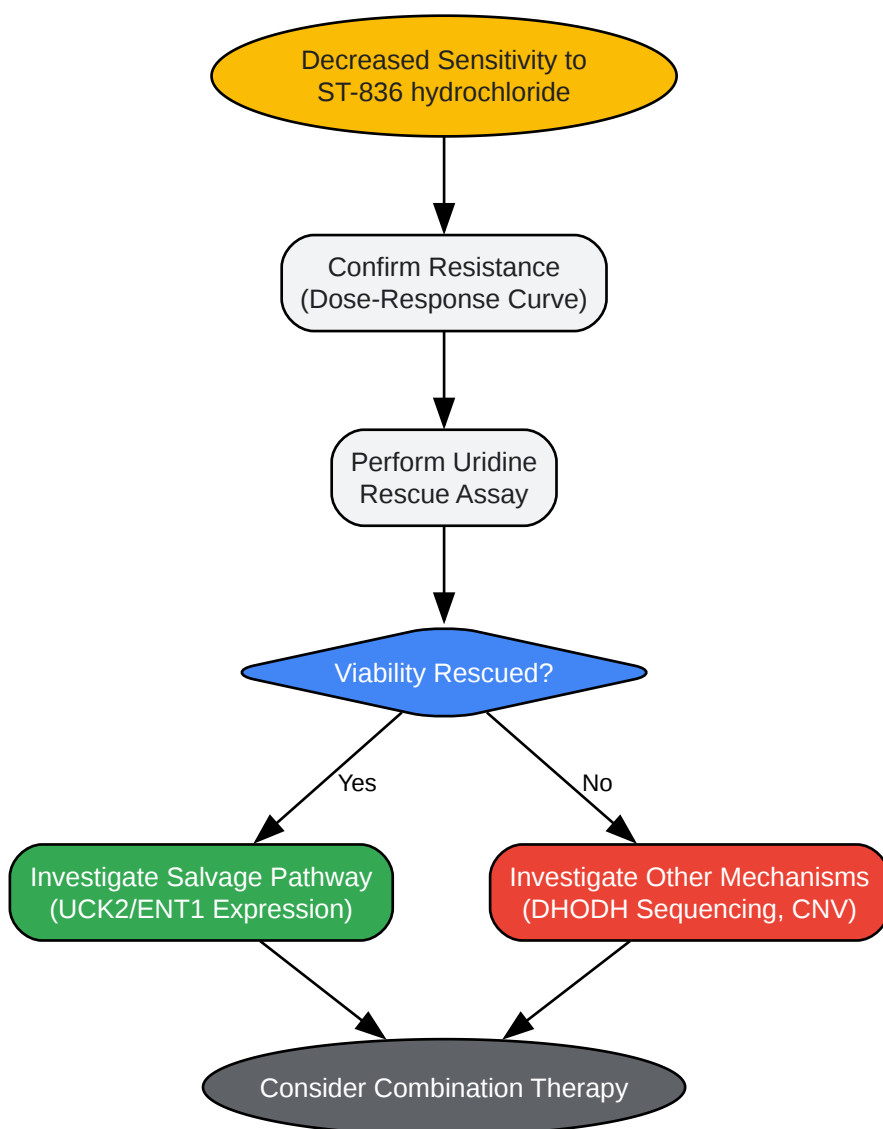 Decreased Sensitivity to
ST-836 hydrochloride
Confirm Resistance
(Dose-Response Curve)
Perform Uridine
Rescue Assay
Viability Rescued?
Yes
No
Investigate Salvage Pathway
(UCK2/ENT1 Expression)
Investigate Other Mechanisms
(DHODH Sequencing, CNV)
Consider Combination Therapy